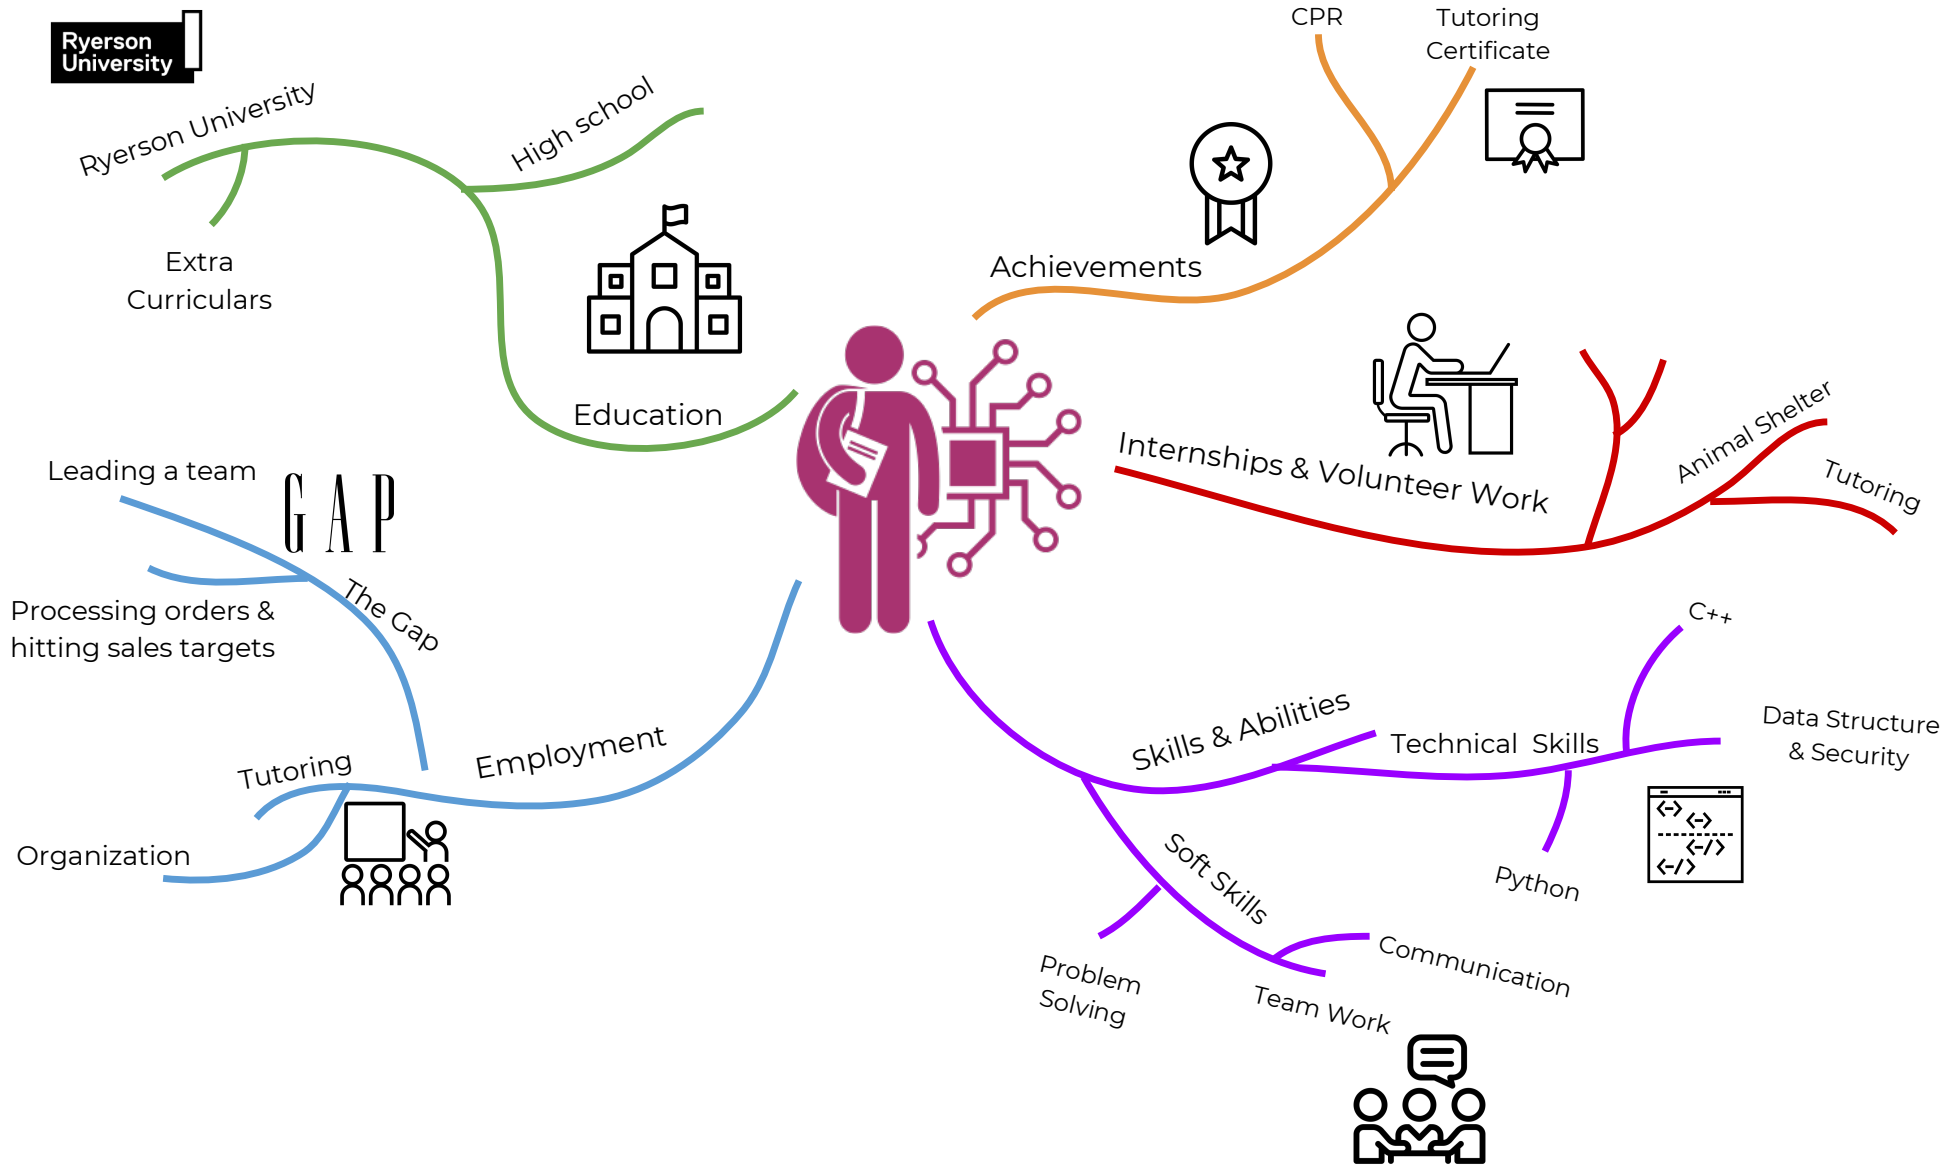 Ryerson
University
Ryerson University
High school
Extra
Curriculars
Education
CPR
Tutoring
Certificate
Achievements
Internships & Volunteer Work
Animal Shelter
Tutoring
Leading a team
GAP
Processing orders &
hitting sales targets
The Gap
Tutoring
Employment
Organization
Skills & Abilities
Technical Skills
C++
Data Structure
& Security
Python
Soft Skills
Problem
Solving
Communication
Team Work